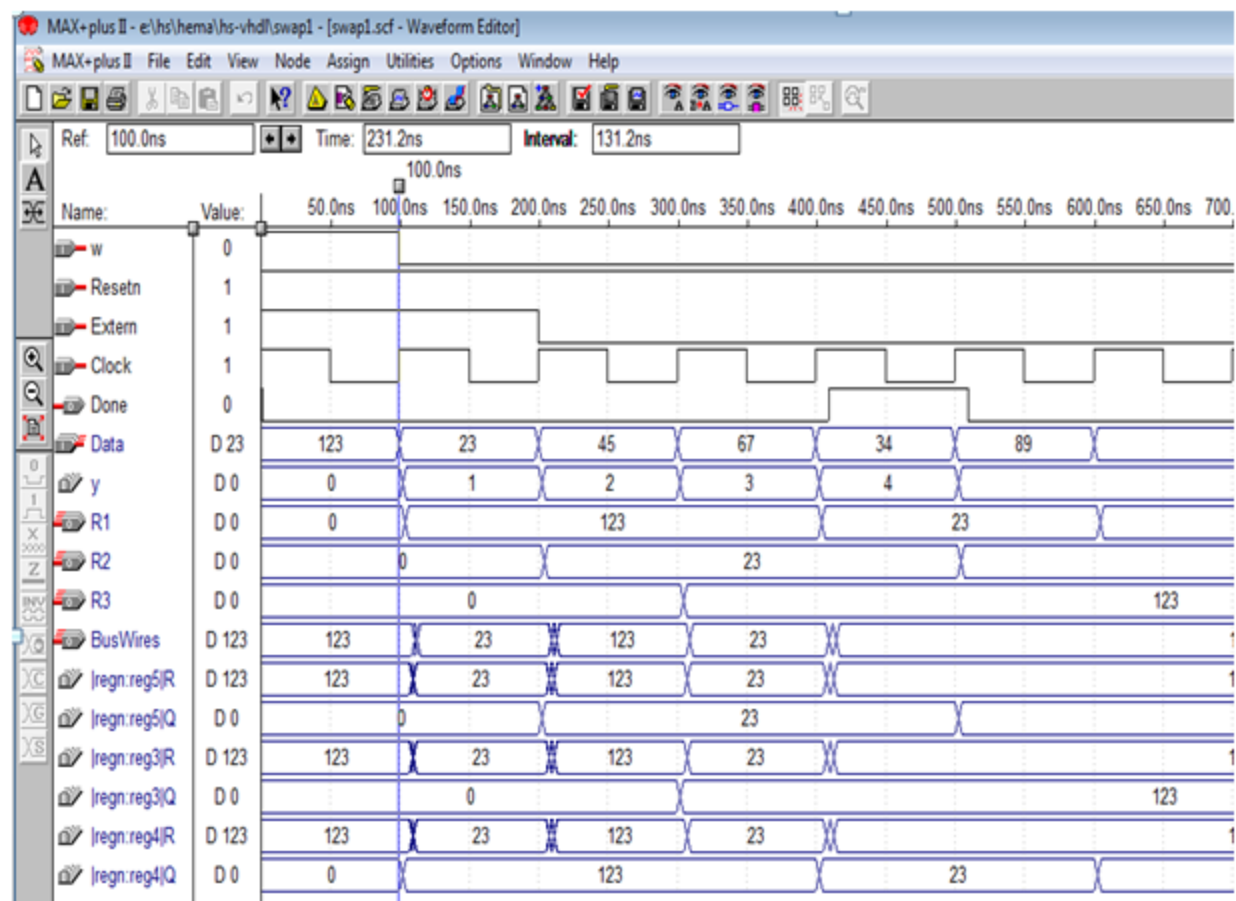 MAX+plus II - e:\hs\hema\hs-vhdl\swap1 - [swap1.scf - Waveform Editor]
MAX+plus II File Edit View Node Assign Utilities Options Window Help
Ref: 100.0ns Time: 231.2ns Interval: 131.2ns
100.0ns
Name: Value: 50.0ns 100.0ns 150.0ns 200.0ns 250.0ns 300.0ns 350.0ns 400.0ns 450.0ns 500.0ns 550.0ns 600.0ns 650.0ns 700.
w 0
Resetn 1
Extern 1
Clock 1
Done 0
Data D 23 123 23 45 67 34 89
y D 0 0 1 2 3 4
R1 D 0 0 123 23
R2 D 0 0 23
R3 D 0 0 123
BusWires D 123 123 23 123 23 1
|regn:reg5|R D 123 123 23 123 23 1
|regn:reg5|Q D 0 0 23
|regn:reg3|R D 123 123 23 123 23 1
|regn:reg3|Q D 0 0 123
|regn:reg4|R D 123 123 23 123 23 1
|regn:reg4|Q D 0 0 123 23